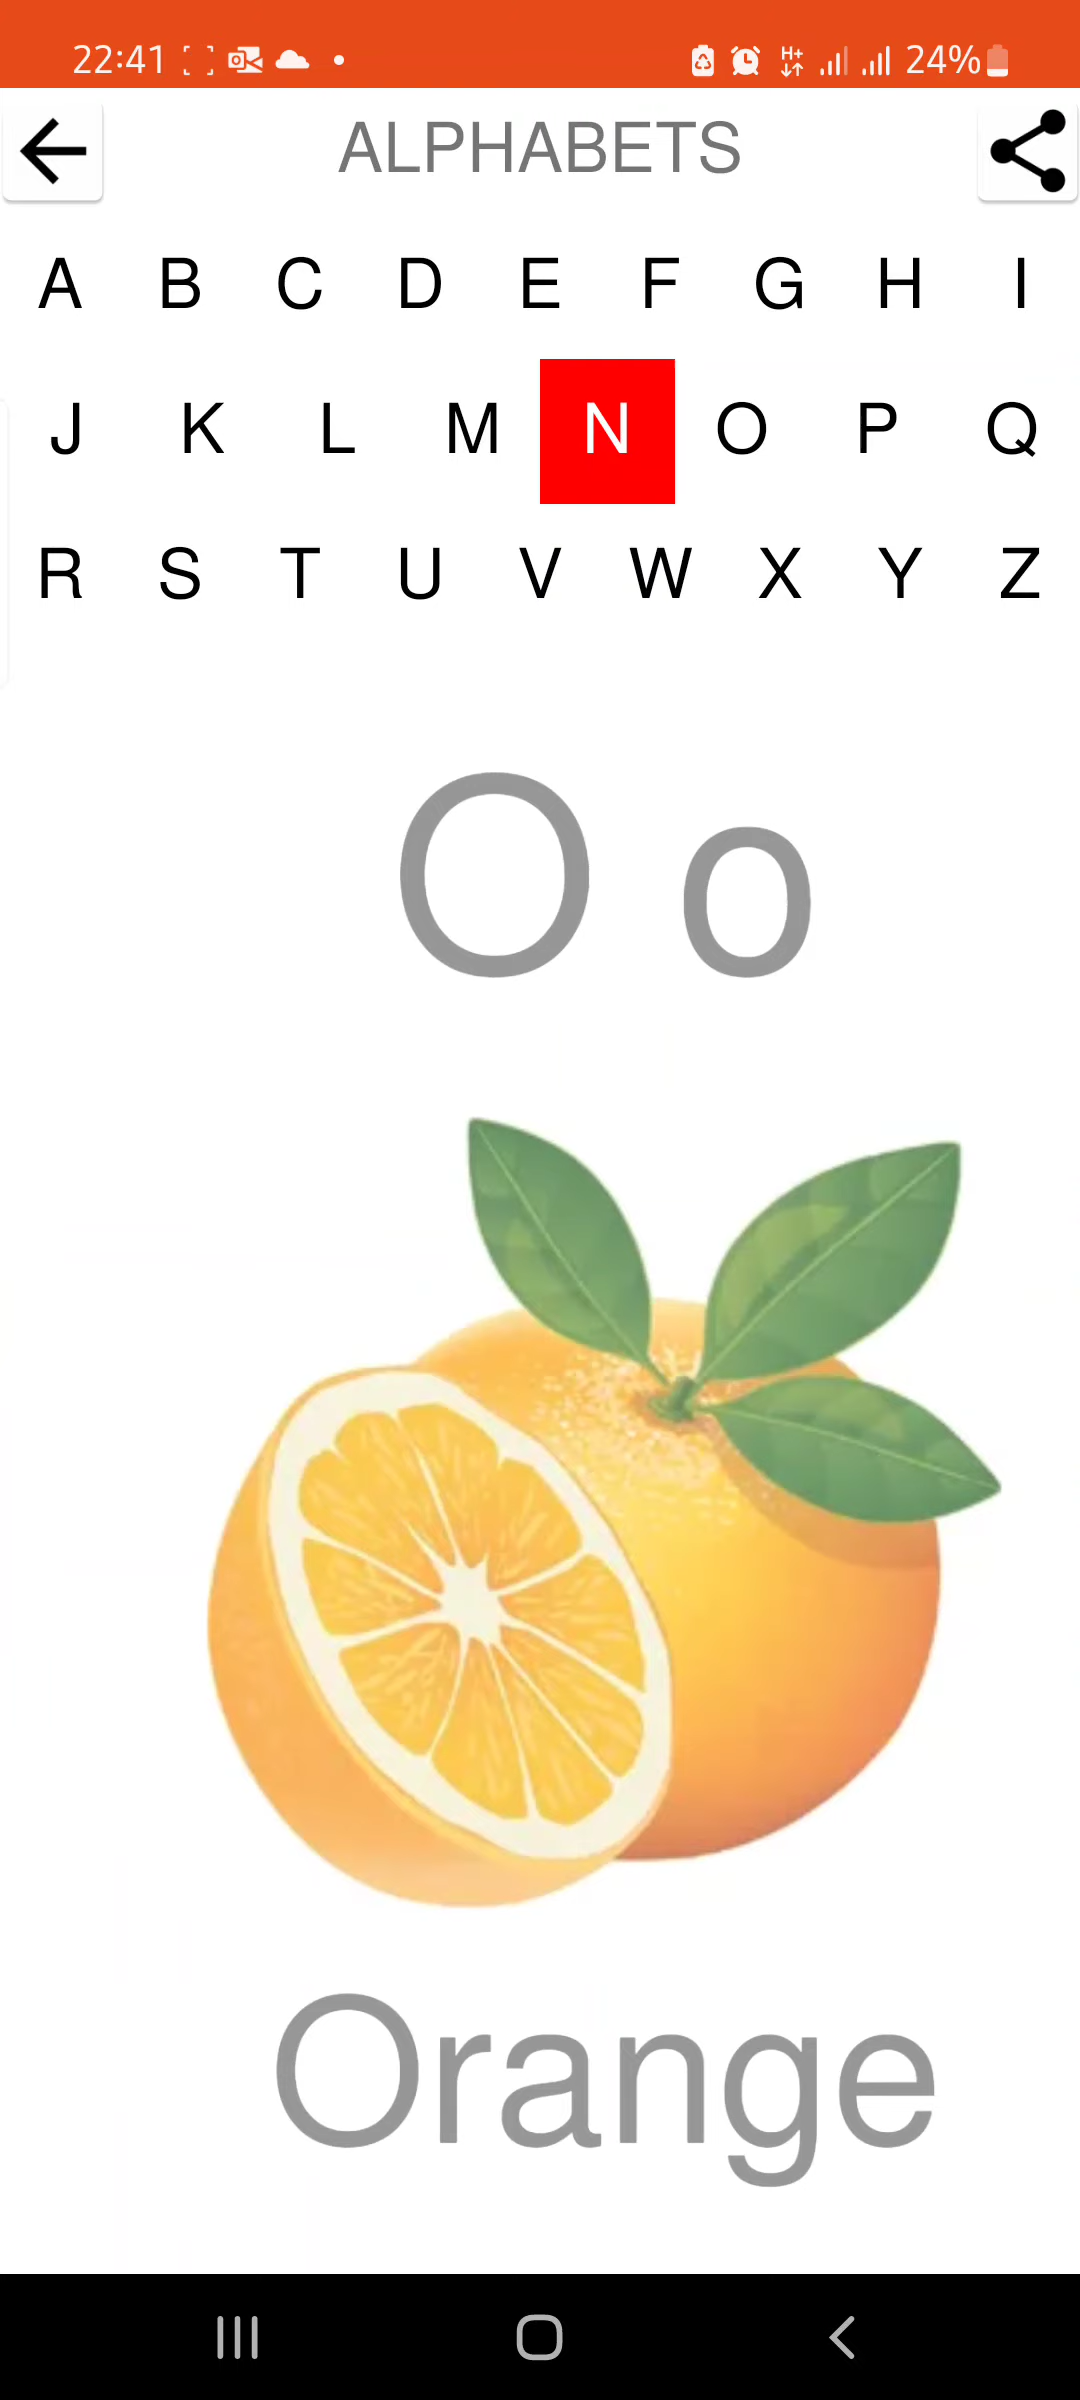 22:41 24%
ALPHABETS
A B C D E F G H I
J K L M N O P Q
R S T U V W X Y Z
O o
Orange